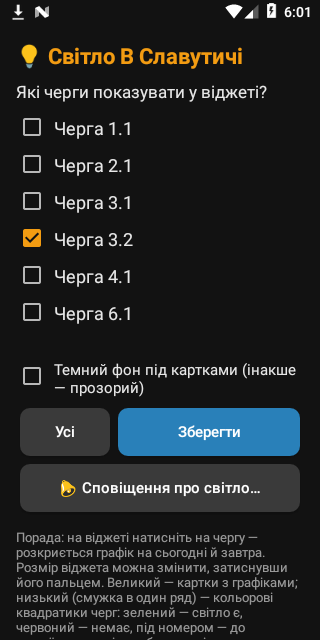 6:01
Світло В Славутичі
Які черги показувати у віджеті?
Черга 1.1
Черга 2.1
Черга 3.1
Черга 3.2
Черга 4.1
Черга 6.1
Темний фон під картками (інакше
— прозорий)
Усі
Зберегти
Сповіщення про світло…
Порада: на віджеті натисніть на чергу —
розкриється графік на сьогодні й завтра.
Розмір віджета можна змінити, затиснувши
його пальцем. Великий — картки з графіками;
низький (смужка в один ряд) — кольорові
квадратики черг: зелений — світло є,
червоний — немає, під номером — до